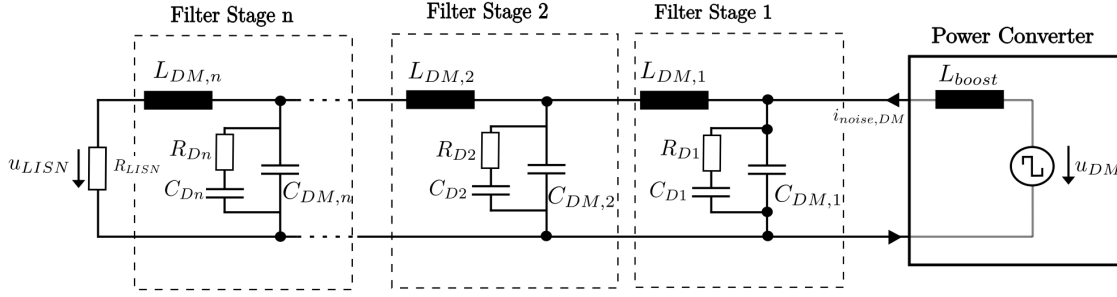 Filter Stage n
Filter Stage 2
Filter Stage 1
Power Converter
L_{DM,n}
L_{DM,2}
L_{DM,1}
L_{boost}
i_{noise,DM}
u_{LISN}
R_{LISN}
R_{Dn}
C_{Dn}
C_{DM,n}
R_{D2}
C_{D2}
C_{DM,2}
R_{D1}
C_{D1}
C_{DM,1}
u_{DM}